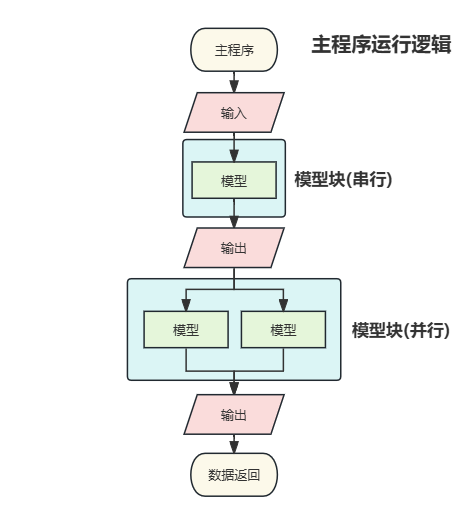 主程序运行逻辑
主程序
输入
模型
模型块(串行)
输出
模型
模型
模型块(并行)
输出
数据返回